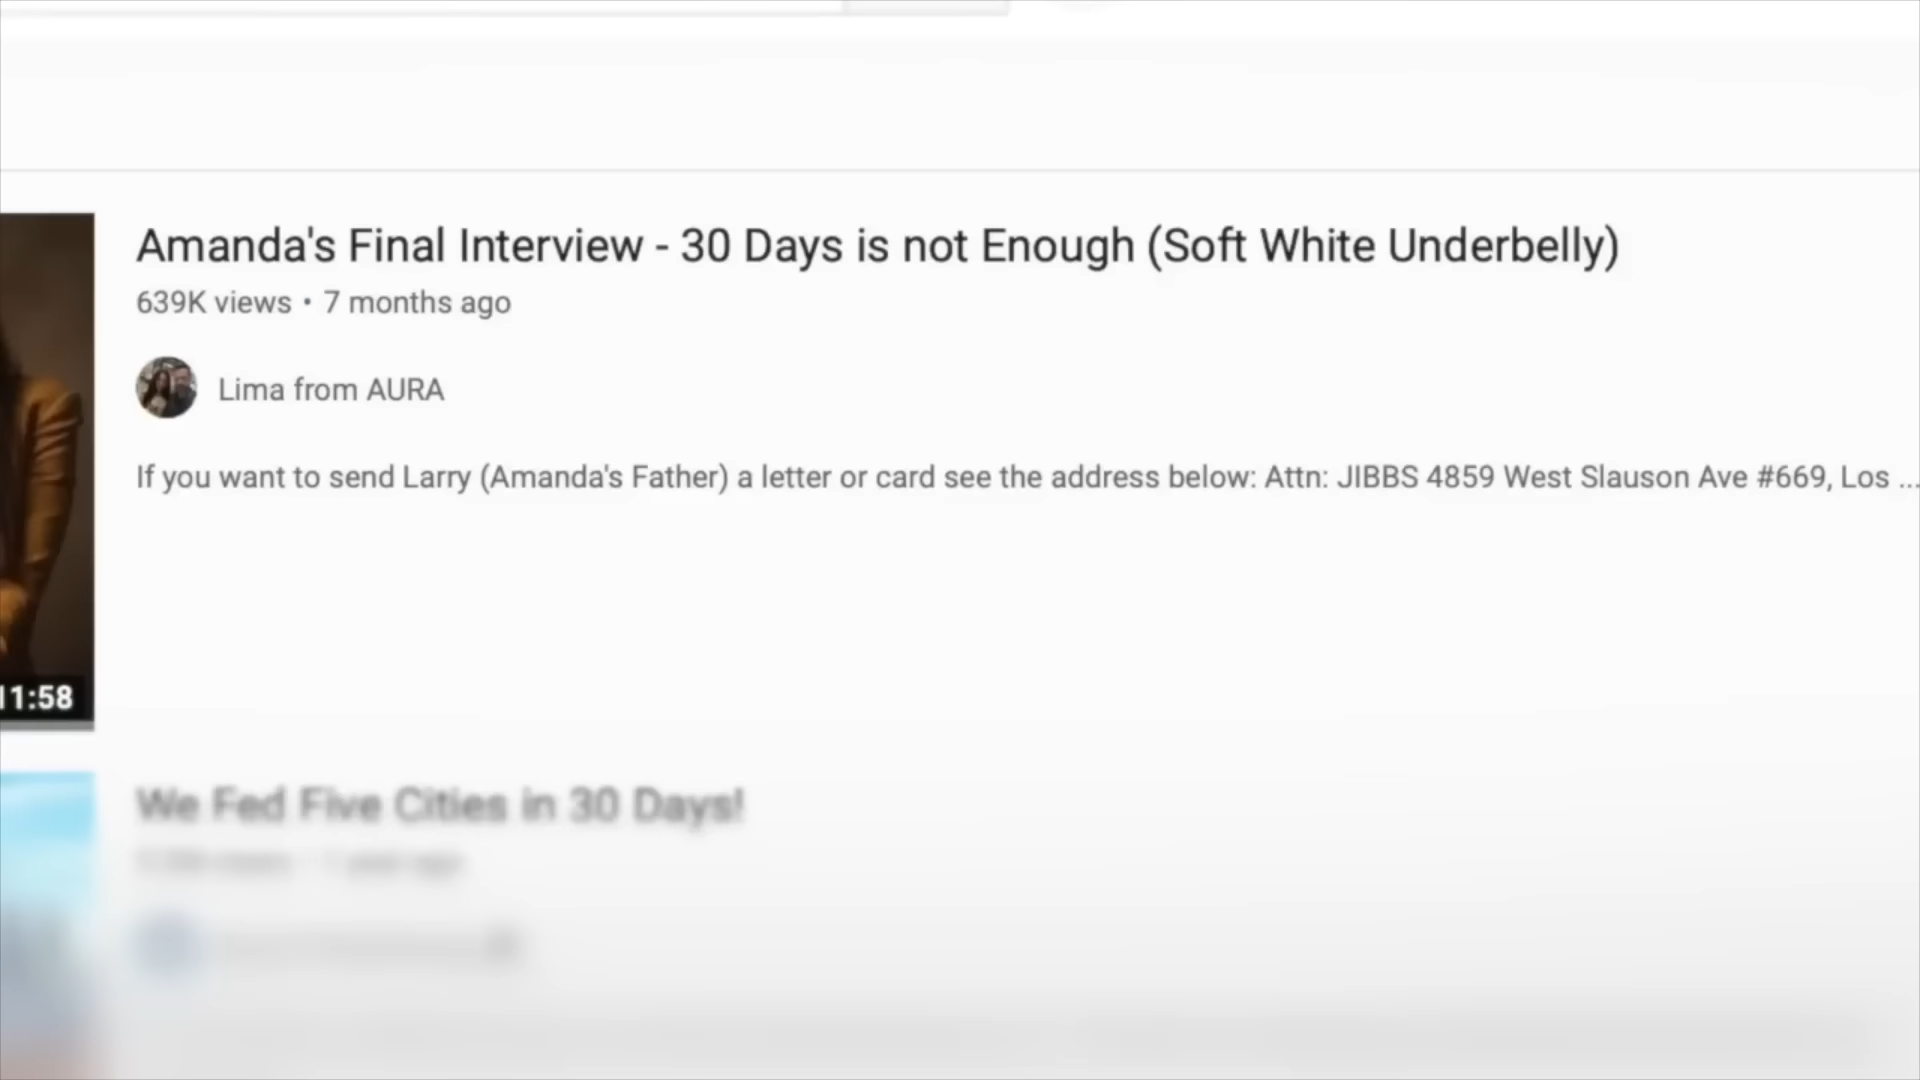 Amanda's Final Interview - 30 Days is not Enough (Soft White Underbelly)
639K views • 7 months ago
Lima from AURA
If you want to send Larry (Amanda's Father) a letter or card see the address below: Attn: JIBBS 4859 West Slauson Ave #669, Los ...
11:58
We Fed Five Cities in 30 Days!